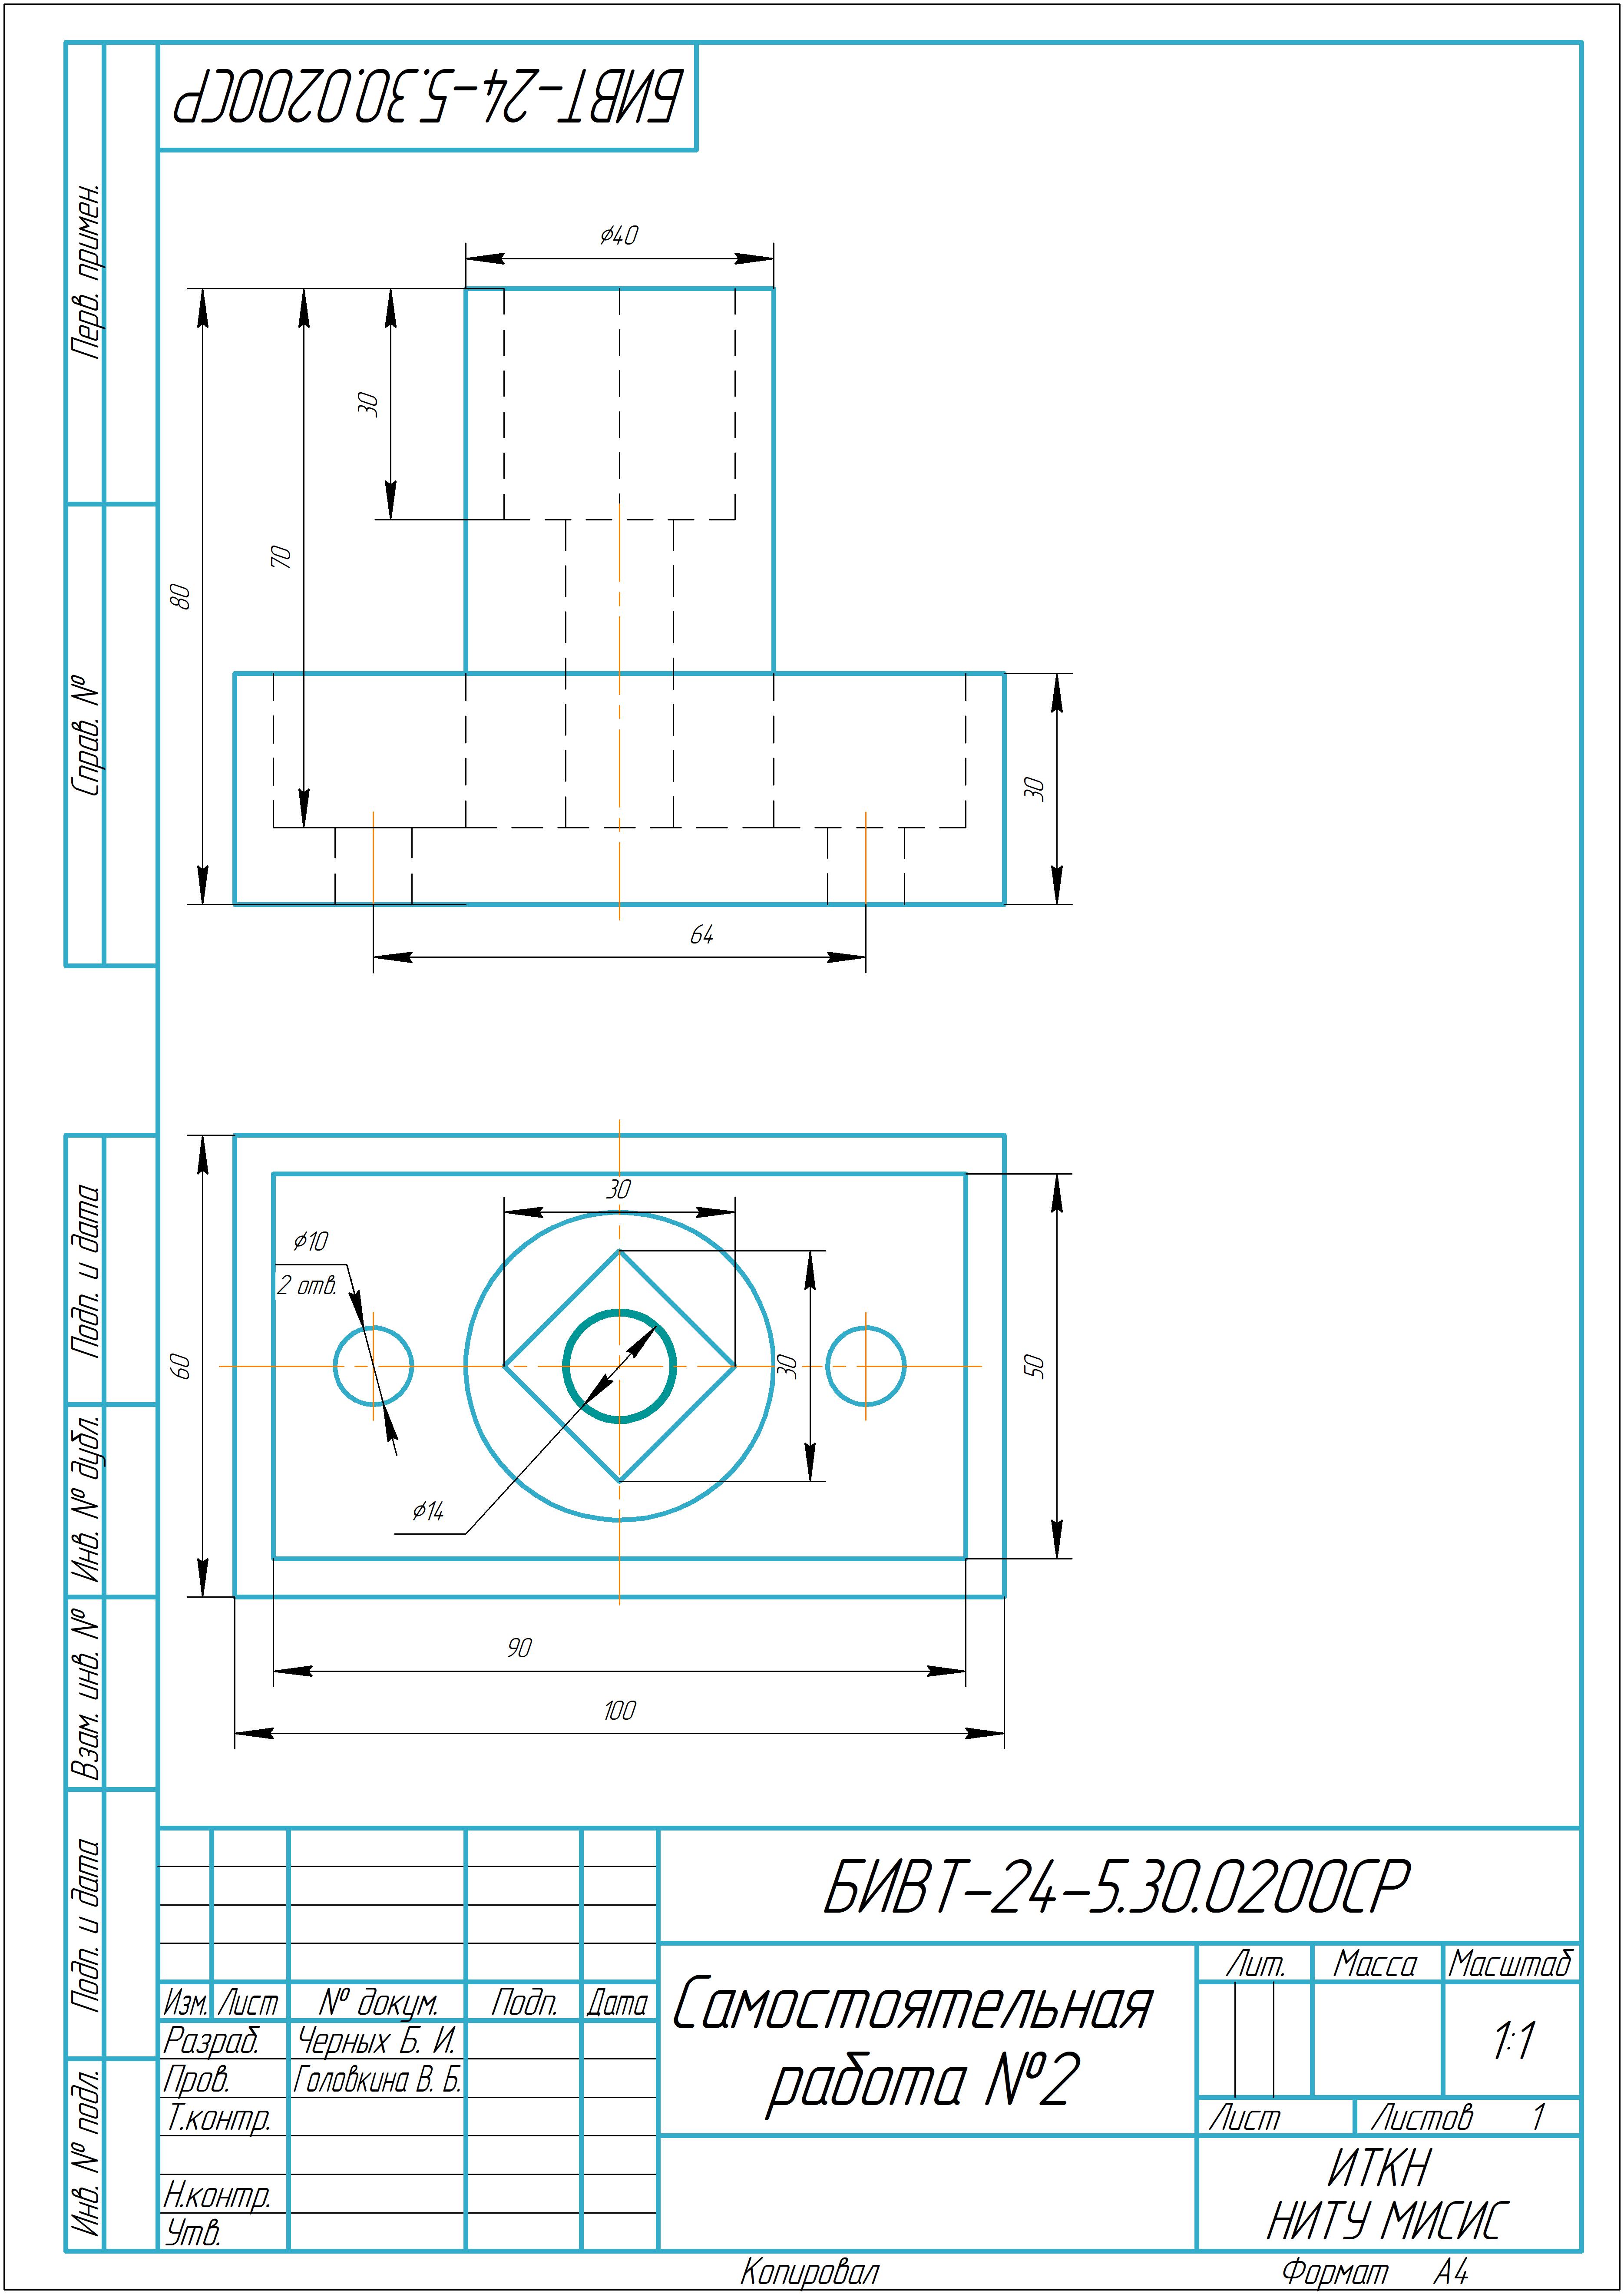 БИВТ-24-5.30.0200СР
Перв. примен.
Справ. №
Подп. и дата
Инв. № дубл.
Взам. инв. №
Подп. и дата
Инв. № подл.
⌀40
30
70
80
30
64
30
⌀10
2 отв.
60
30
50
⌀14
90
100
БИВТ-24-5.30.0200СР
Лит. Масса Масштаб
Изм. Лист № докум. Подп. Дата
Самостоятельная
работа №2
1:1
Разраб. Черных Б. И.
Пров. Головкина В. Б.
Т.контр.
Лист Листов 1
Н.контр.
Утв.
ИТКН
НИТУ МИСИС
Копировал Формат А4